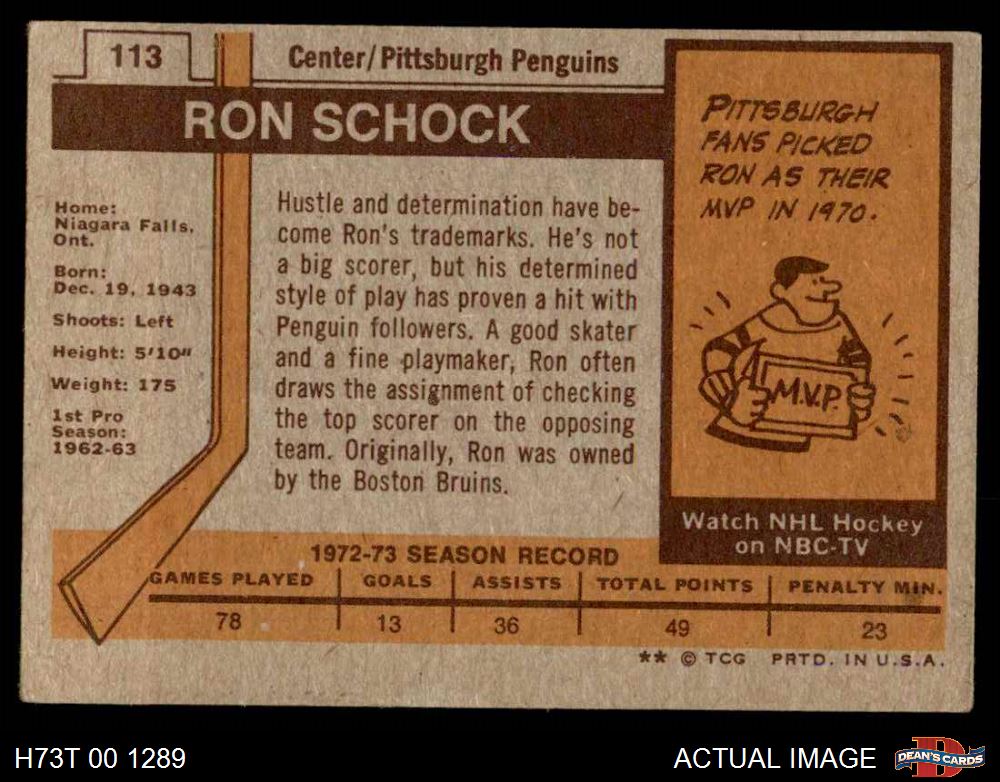 113
Center/Pittsburgh Penguins
RON SCHOCK
Home:
Niagara Falls,
Ont.
Born:
Dec. 19, 1943
Shoots: Left
Height: 5'10"
Weight: 175
1st Pro
Season:
1962-63
Hustle and determination have be-
come Ron's trademarks. He's not
a big scorer, but his determined
style of play has proven a hit with
Penguin followers. A good skater
and a fine playmaker, Ron often
draws the assignment of checking
the top scorer on the opposing
team. Originally, Ron was owned
by the Boston Bruins.
PITTSBURGH
FANS PICKED
RON AS THEIR
MVP IN 1970.
M.V.P.
Watch NHL Hockey
on NBC-TV
1972-73 SEASON RECORD
GAMES PLAYED GOALS ASSISTS TOTAL POINTS PENALTY MIN.
78 13 36 49 23
** © TCG PRTD. IN U.S.A.
H73T 00 1289
ACTUAL IMAGE
D
DEAN'S CARDS